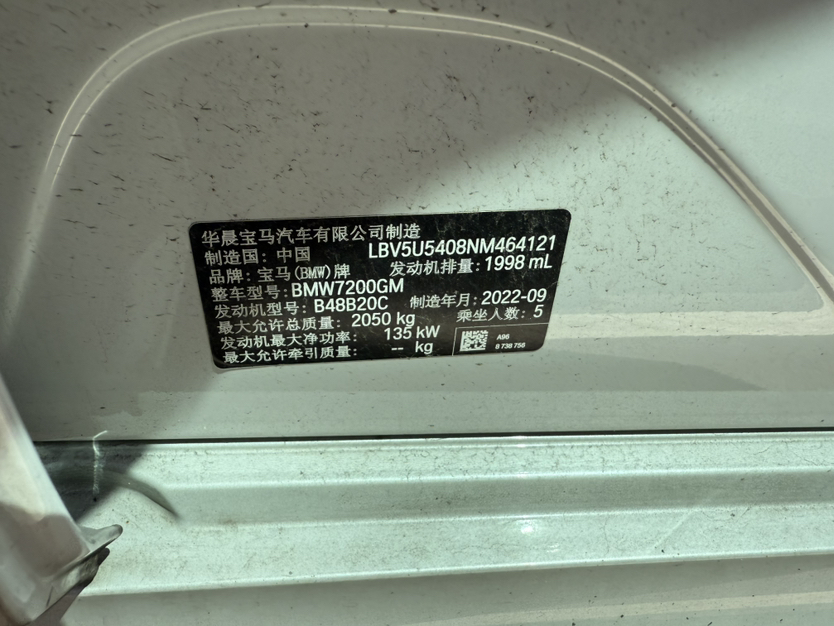 华晨宝马汽车有限公司制造
制造国: 中国 LBV5U5408NM464121
品牌: 宝马(BMW)牌 发动机排量: 1998 mL
整车型号: BMW7200GM
发动机型号: B48B20C 制造年月: 2022-09
最大允许总质量: 2050 kg 乘坐人数: 5
发动机最大净功率: 135 kW
最大允许牵引质量: -- kg
A96
8 738 756